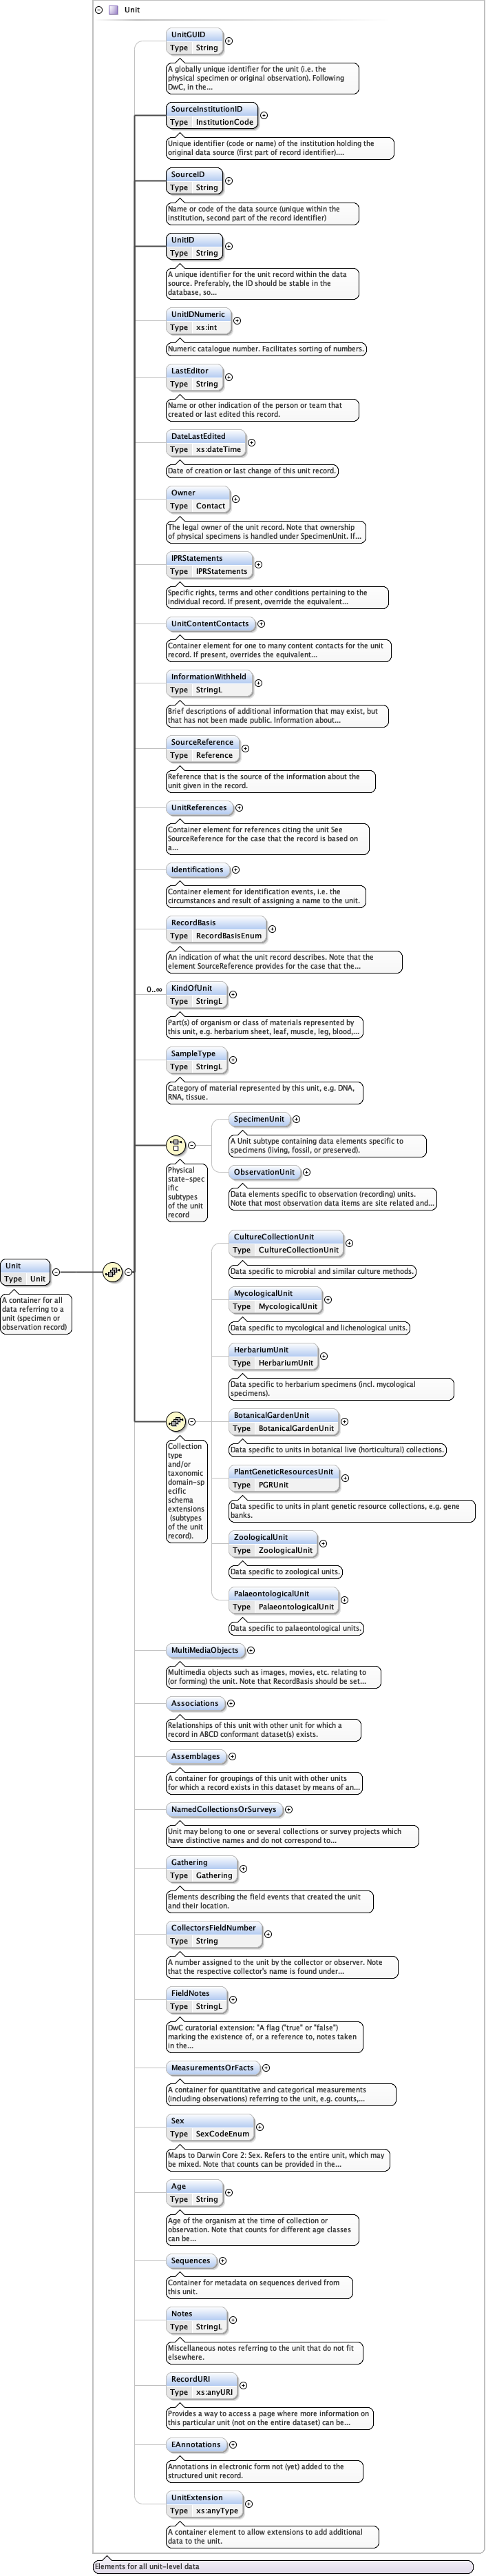 Unit
UnitGUID
Type String
A globally unique identifier for the unit (i.e. the
physical specimen or original observation). Following
DwC, in the...
SourceInstitutionID
Type InstitutionCode
Unique identifier (code or name) of the institution holding the
original data source (first part of record identifier)....
SourceID
Type String
Name or code of the data source (unique within the
institution, second part of the record identifier)
UnitID
Type String
A unique identifier for the unit record within the data
source. Preferably, the ID should be stable in the
database, so...
UnitIDNumeric
Type xs:int
Numeric catalogue number. Facilitates sorting of numbers.
LastEditor
Type String
Name or other indication of the person or team that
created or last edited this record.
DateLastEdited
Type xs:dateTime
Date of creation or last change of this unit record.
Owner
Type Contact
The legal owner of the unit record. Note that ownership
of physical specimens is handled under SpecimenUnit. If...
IPRStatements
Type IPRStatements
Specific rights, terms and other conditions pertaining to the
individual record. If present, override the equivalent...
UnitContentContacts
Container element for one to many content contacts for the unit
record. If present, overrides the equivalent...
InformationWithheld
Type StringL
Brief descriptions of additional information that may exist, but
that has not been made public. Information about...
SourceReference
Type Reference
Reference that is the source of the information about the
unit given in the record.
UnitReferences
Container element for references citing the unit See
SourceReference for the case that the record is based on
a...
Identifications
Container element for identification events, i.e. the
circumstances and result of assigning a name to the unit.
RecordBasis
Type RecordBasisEnum
An indication of what the unit record describes. Note that the
element SourceReference provides for the case that the...
0..∞
KindOfUnit
Type StringL
Part(s) of organism or class of materials represented by
this unit, e.g. herbarium sheet, leaf, muscle, leg, blood,...
SampleType
Type StringL
Category of material represented by this unit, e.g. DNA,
RNA, tissue.
Physical
state-spec
ific
subtypes
of the unit
record
SpecimenUnit
A Unit subtype containing data elements specific to
specimens (living, fossil, or preserved).
ObservationUnit
Data elements specific to observation (recording) units.
Note that most observation data items are site related and...
Unit
Type Unit
A container for all
data referring to a
unit (specimen or
observation record)
Collection
type
and/or
taxonomic
domain-sp
ecific
schema
extensions
(subtypes
of the unit
record).
CultureCollectionUnit
Type CultureCollectionUnit
Data specific to microbial and similar culture methods.
MycologicalUnit
Type MycologicalUnit
Data specific to mycological and lichenological units.
HerbariumUnit
Type HerbariumUnit
Data specific to herbarium specimens (incl. mycological
specimens).
BotanicalGardenUnit
Type BotanicalGardenUnit
Data specific to units in botanical live (horticultural) collections.
PlantGeneticResourcesUnit
Type PGRUnit
Data specific to units in plant genetic resource collections, e.g. gene
banks.
ZoologicalUnit
Type ZoologicalUnit
Data specific to zoological units.
PalaeontologicalUnit
Type PalaeontologicalUnit
Data specific to palaeontological units.
MultiMediaObjects
Multimedia objects such as images, movies, etc. relating to
(or forming) the unit. Note that RecordBasis should be set...
Associations
Relationships of this unit with other unit for which a
record in ABCD conformant dataset(s) exists.
Assemblages
A container for groupings of this unit with other units
for which a record exists in this dataset by means of an...
NamedCollectionsOrSurveys
Unit may belong to one or several collections or survey projects which
have distinctive names and do not correspond to...
Gathering
Type Gathering
Elements describing the field events that created the unit
and their location.
CollectorsFieldNumber
Type String
A number assigned to the unit by the collector or observer. Note
that the respective collector's name is found under...
FieldNotes
Type StringL
DwC curatorial extension: "A flag ("true" or "false")
marking the existence of, or a reference to, notes taken
in the...
MeasurementsOrFacts
A container for quantitative and categorical measurements
(including observations) referring to the unit, e.g. counts,...
Sex
Type SexCodeEnum
Maps to Darwin Core 2: Sex. Refers to the entire unit, which may
be mixed. Note that counts can be provided in the...
Age
Type String
Age of the organism at the time of collection or
observation. Note that counts for different age classes
can be...
Sequences
Container for metadata on sequences derived from
this unit.
Notes
Type StringL
Miscellaneous notes referring to the unit that do not fit
elsewhere.
RecordURI
Type xs:anyURI
Provides a way to access a page where more information on
this particular unit (not on the entire dataset) can be...
EAnnotations
Annotations in electronic form not (yet) added to the
structured unit record.
UnitExtension
Type xs:anyType
A container element to allow extensions to add additional
data to the unit.
Elements for all unit-level data